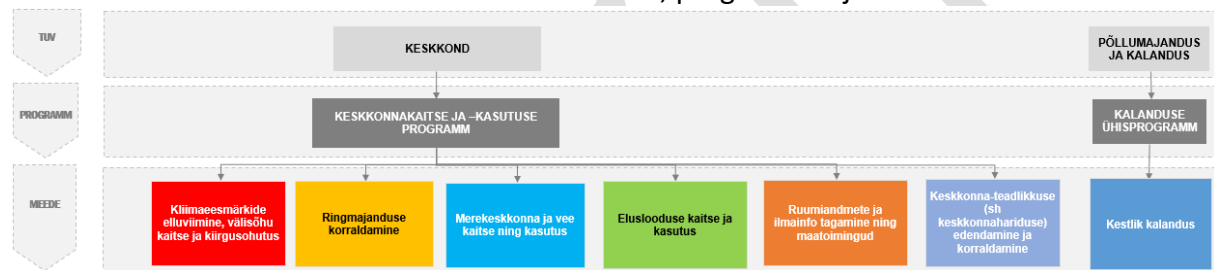 TUV
KESKKOND
PÕLLUMAJANDUS
JA KALANDUS
PROGRAMM
KESKKONNAKAITSE JA –KASUTUSE
PROGRAMM
KALANDUSE
ÜHISPROGRAMM
MEEDE
Kliimaeesmärkide
elluviimine, välisõhu
kaitse ja kiirgusohutus
Ringmajanduse
korraldamine
Merekeskkonna ja vee
kaitse ning kasutus
Eluslooduse kaitse ja
kasutus
Ruumiandmete ja
ilmainfo tagamine ning
maatoimingud
Keskkonna-teadlikkuse
(sh
keskkonnahariduse)
edendamine ja
korraldamine
Kestlik kalandus